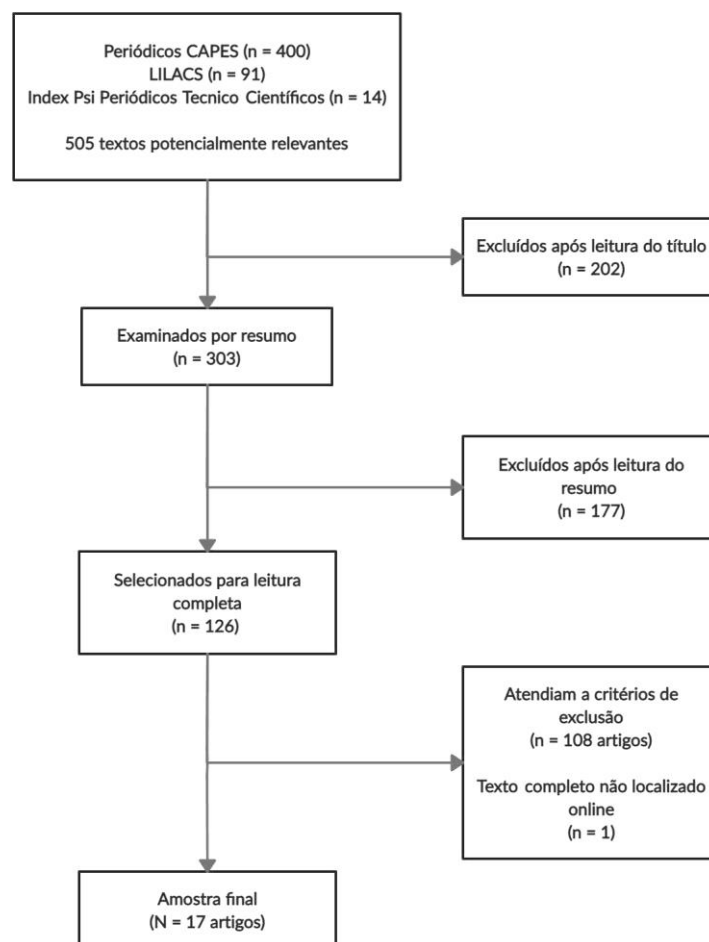 Periódicos CAPES (n = 400)
LILACS (n = 91)
Index Psi Periódicos Tecnico Científicos (n = 14)
505 textos potencialmente relevantes
Excluídos após leitura do título
(n = 202)
Examinados por resumo
(n = 303)
Excluídos após leitura do
resumo
(n = 177)
Selecionados para leitura
completa
(n = 126)
Atendiam a critérios de
exclusão
(n = 108 artigos)
Texto completo não localizado
online
(n = 1)
Amostra final
(N = 17 artigos)